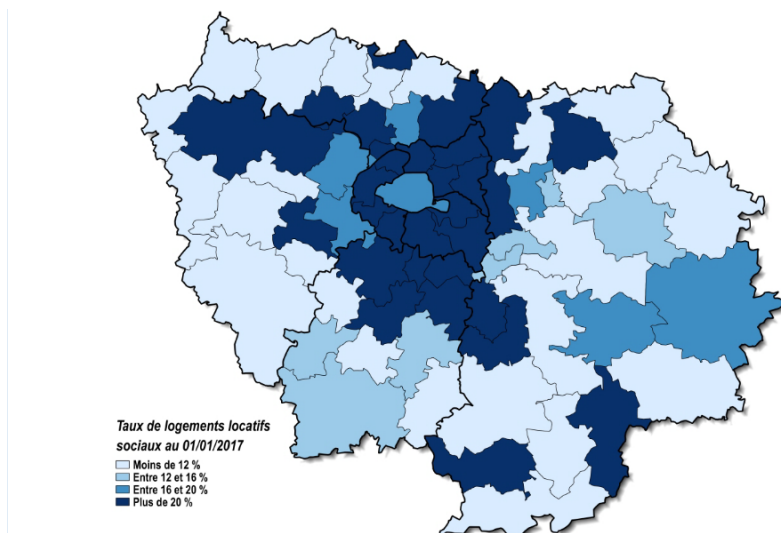 Taux de logements locatifs
sociaux au 01/01/2017
Moins de 12 %
Entre 12 et 16 %
Entre 16 et 20 %
Plus de 20 %